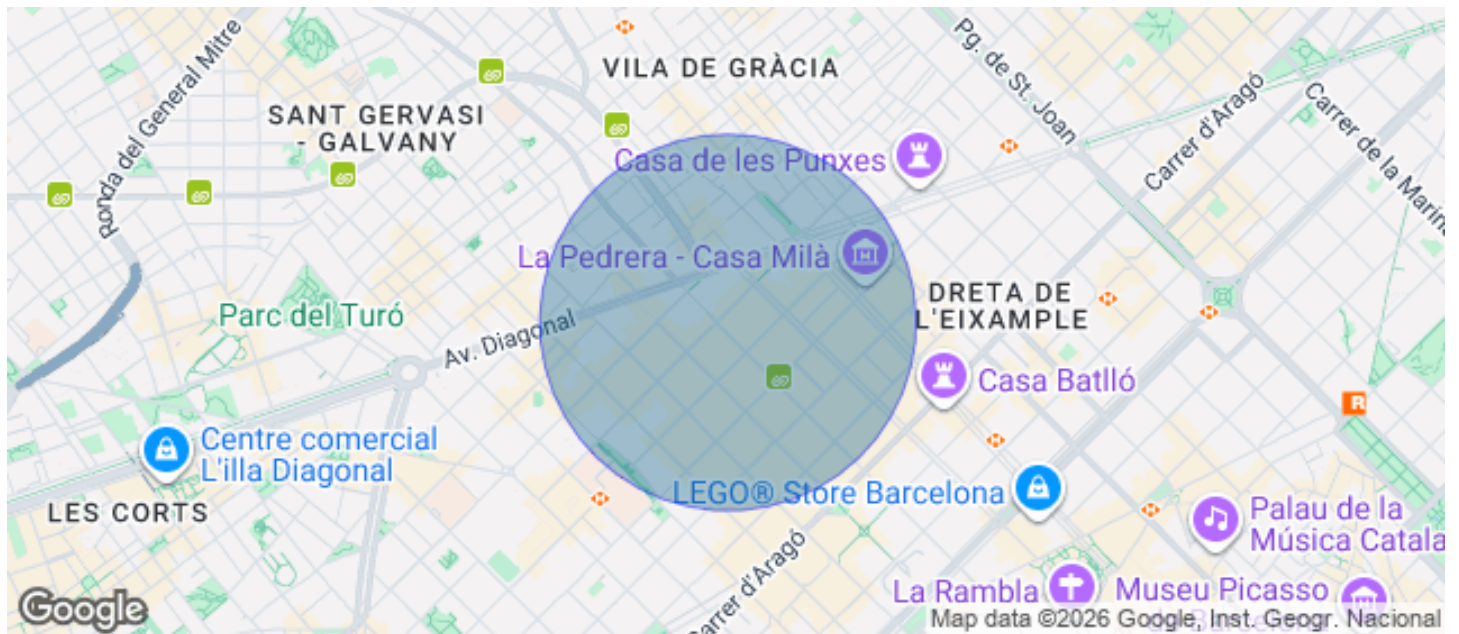 Ronda del General Mitre
VILA DE GRÀCIA
Pg. de St. Joan
Carrer d'Aragó
Carrer de la Marina
SANT GERVASI
- GALVANY
Casa de les Punxes
La Pedrera - Casa Milà
DRETA DE
L'EIXAMPLE
Parc del Turó
Av. Diagonal
Casa Batlló
Centre comercial
L'illa Diagonal
LES CORTS
LEGO® Store Barcelona
Palau de la
Música Catala
Carrer d'Aragó
La Rambla
Museu Picasso
Google
Map data ©2026 Google, Inst. Geogr. Nacional